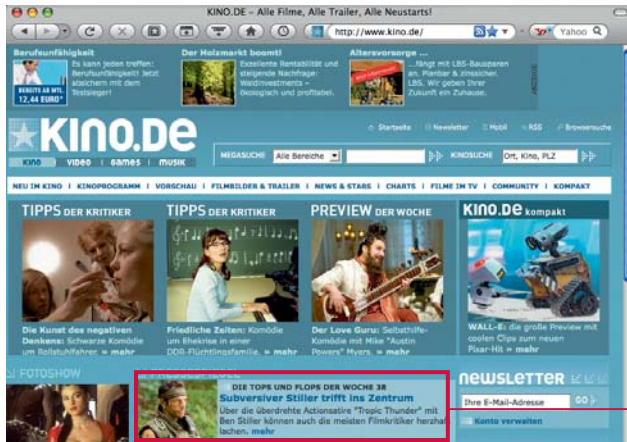 KINO.DE – Alle Filme, Alle Trailer, Alle Neustarts!
http://www.kino.de/
Yahoo
Berufsunfähigkeit
Es kann jeden treffen:
Berufsunfähigkeit! Jetzt
absichern mit dem
Testsieger!
BEREITS AB MTL.
12,44 EURO*
Der Holzmarkt boomt!
Exzellente Rentabilität und
steigende Nachfrage:
Waldinvestments –
ökologisch und profitabel.
Altersvorsorge ...
...fängt mit LBS-Bausparen
an. Planbar & zinssicher.
LBS. Wir geben Ihrer
Zukunft ein Zuhause.
ANZEIGE
KINO.DE
KINO VIDEO GAMES MUSIK
Startseite Newsletter Mobil RSS Browsersuche
MEGASUCHE Alle Bereiche KINOSUCHE Ort, Kino, PLZ
NEU IM KINO | KINOPROGRAMM | VORSCHAU | FILMBILDER & TRAILER | NEWS & STARS | CHARTS | FILME IM TV | COMMUNITY | KOMPAKT
TIPPS DER KRITIKER
Die Kunst des negativen
Denkens: Schwarze Komödie
um Rollstuhlfahrer. » mehr
TIPPS DER KRITIKER
Friedliche Zeiten: Komödie
um Ehekrise in einer
DDR-Flüchtlingsfamilie. » mehr
PREVIEW DER WOCHE
Der Love Guru: Selbsthilfe-
Komödie mit Mike "Austin
Powers" Myers. » mehr
KINO.DE kompakt
WALL-E: die große Preview mit
coolen Clips zum neuen
Pixar-Hit » mehr
FOTOSHOW
PRESSESPIEGEL
DIE TOPS UND FLOPS DER WOCHE 38
Subversiver Stiller trifft ins Zentrum
Über die überdrehte Actionsatire "Tropic Thunder" mit
Ben Stiller können auch die meisten Filmkritiker herzhaft
lachen. mehr
NEWSLETTER
Ihre E-Mail-Adresse GO
Konto verwalten